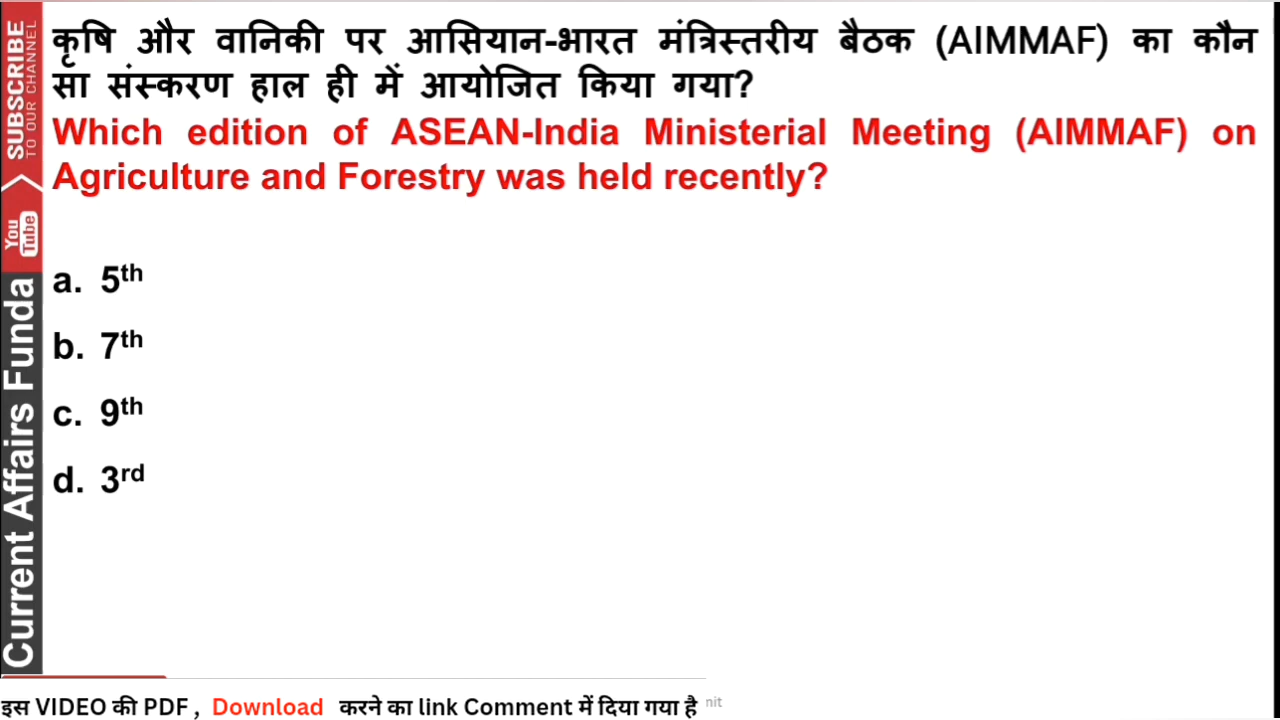 कृषि और वानिकी पर आसियान-भारत मंत्रिस्तरीय बैठक (AIMMAF) का कौन
सा संस्करण हाल ही में आयोजित किया गया?
Which edition of ASEAN-India Ministerial Meeting (AIMMAF) on
Agriculture and Forestry was held recently?
a. 5th
b. 7th
c. 9th
d. 3rd
SUBSCRIBE
TO OUR CHANNEL
You
Tube
Current Affairs Funda
इस VIDEO की PDF , Download करने का link Comment में दिया गया है
nit